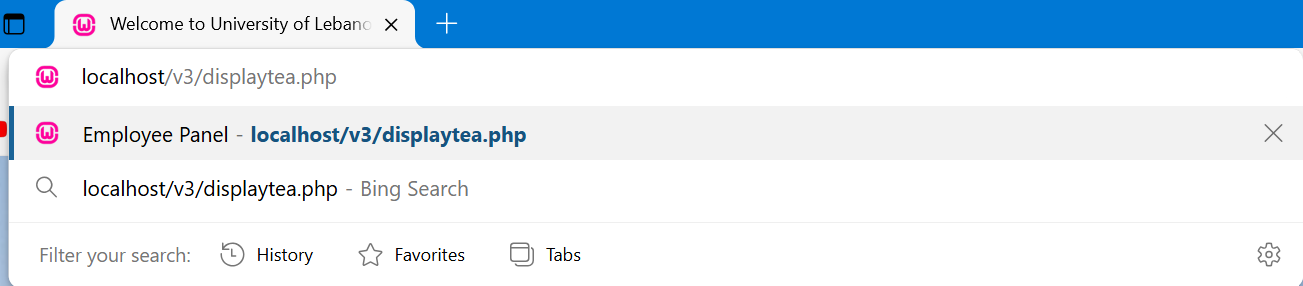 Welcome to University of Lebano
localhost/v3/displaytea.php
Employee Panel - localhost/v3/displaytea.php
localhost/v3/displaytea.php - Bing Search
Filter your search: History Favorites Tabs